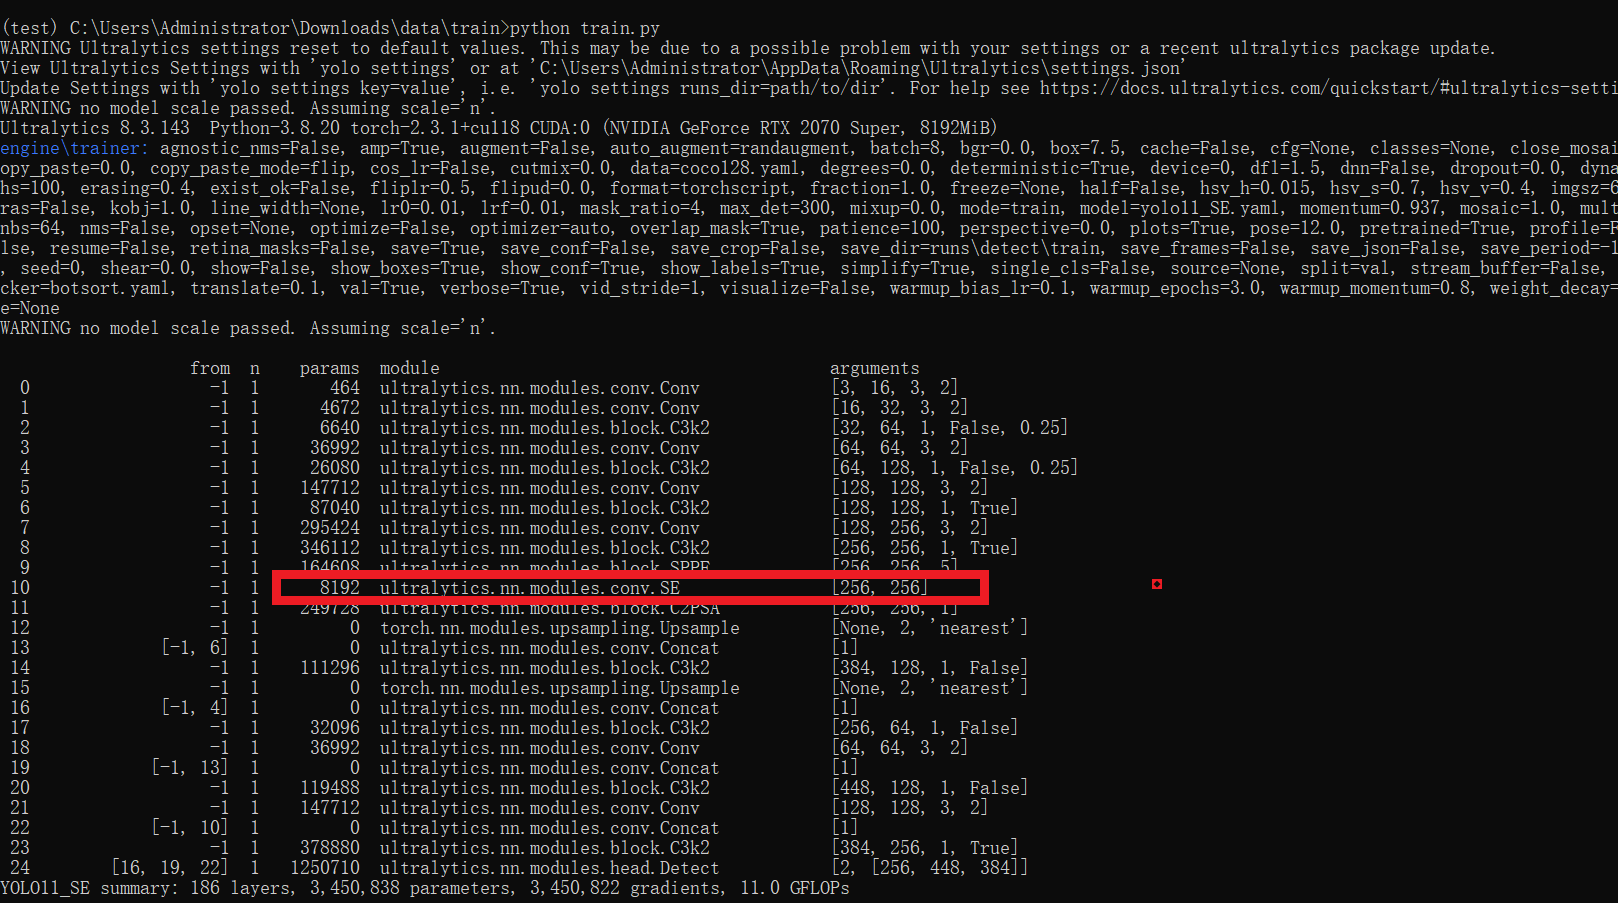 (test) C:\Users\Administrator\Downloads\data\train>python train.py
WARNING Ultralytics settings reset to default values. This may be due to a possible problem with your settings or a recent ultralytics package update.
View Ultralytics Settings with 'yolo settings' or at 'C:\Users\Administrator\AppData\Roaming\Ultralytics\settings.json'
Update Settings with 'yolo settings key=value', i.e. 'yolo settings runs_dir=path/to/dir'. For help see https://docs.ultralytics.com/quickstart/#ultralytics-setti
WARNING no model scale passed. Assuming scale='n'.
Ultralytics 8.3.143  Python-3.8.20 torch-2.3.1+cu118 CUDA:0 (NVIDIA GeForce RTX 2070 Super, 8192MiB)
engine\trainer: agnostic_nms=False, amp=True, augment=False, auto_augment=randaugment, batch=8, bgr=0.0, box=7.5, cache=False, cfg=None, classes=None, close_mosai
opy_paste=0.0, copy_paste_mode=flip, cos_lr=False, cutmix=0.0, data=coco128.yaml, degrees=0.0, deterministic=True, device=0, dfl=1.5, dnn=False, dropout=0.0, dyna
hs=100, erasing=0.4, exist_ok=False, fliplr=0.5, flipud=0.0, format=torchscript, fraction=1.0, freeze=None, half=False, hsv_h=0.015, hsv_s=0.7, hsv_v=0.4, imgsz=6
ras=False, kobj=1.0, line_width=None, lr0=0.01, lrf=0.01, mask_ratio=4, max_det=300, mixup=0.0, mode=train, model=yolo11_SE.yaml, momentum=0.937, mosaic=1.0, mult
nbs=64, nms=False, opset=None, optimize=False, optimizer=auto, overlap_mask=True, patience=100, perspective=0.0, plots=True, pose=12.0, pretrained=True, profile=F
lse, resume=False, retina_masks=False, save=True, save_conf=False, save_crop=False, save_dir=runs\detect\train, save_frames=False, save_json=False, save_period=-1
, seed=0, shear=0.0, show=False, show_boxes=True, show_conf=True, show_labels=True, simplify=True, single_cls=False, source=None, split=val, stream_buffer=False,
cker=botsort.yaml, translate=0.1, val=True, verbose=True, vid_stride=1, visualize=False, warmup_bias_lr=0.1, warmup_epochs=3.0, warmup_momentum=0.8, weight_decay=
e=None
WARNING no model scale passed. Assuming scale='n'.
from  n    params  module                                       arguments
0                  -1  1       464  ultralytics.nn.modules.conv.Conv             [3, 16, 3, 2]
1                  -1  1      4672  ultralytics.nn.modules.conv.Conv             [16, 32, 3, 2]
2                  -1  1      6640  ultralytics.nn.modules.block.C3k2            [32, 64, 1, False, 0.25]
3                  -1  1     36992  ultralytics.nn.modules.conv.Conv             [64, 64, 3, 2]
4                  -1  1     26080  ultralytics.nn.modules.block.C3k2            [64, 128, 1, False, 0.25]
5                  -1  1    147712  ultralytics.nn.modules.conv.Conv             [128, 128, 3, 2]
6                  -1  1     87040  ultralytics.nn.modules.block.C3k2            [128, 128, 1, True]
7                  -1  1    295424  ultralytics.nn.modules.conv.Conv             [128, 256, 3, 2]
8                  -1  1    346112  ultralytics.nn.modules.block.C3k2            [256, 256, 1, True]
9                  -1  1    164608  ultralytics.nn.modules.block.SPPF            [256, 256, 5]
10                  -1  1      8192  ultralytics.nn.modules.conv.SE               [256, 256]
11                  -1  1    249728  ultralytics.nn.modules.block.C2PSA           [256, 256, 1]
12                  -1  1         0  torch.nn.modules.upsampling.Upsample         [None, 2, 'nearest']
13             [-1, 6]  1         0  ultralytics.nn.modules.conv.Concat           [1]
14                  -1  1    111296  ultralytics.nn.modules.block.C3k2            [384, 128, 1, False]
15                  -1  1         0  torch.nn.modules.upsampling.Upsample         [None, 2, 'nearest']
16             [-1, 4]  1         0  ultralytics.nn.modules.conv.Concat           [1]
17                  -1  1     32096  ultralytics.nn.modules.block.C3k2            [256, 64, 1, False]
18                  -1  1     36992  ultralytics.nn.modules.conv.Conv             [64, 64, 3, 2]
19            [-1, 13]  1         0  ultralytics.nn.modules.conv.Concat           [1]
20                  -1  1    119488  ultralytics.nn.modules.block.C3k2            [448, 128, 1, False]
21                  -1  1    147712  ultralytics.nn.modules.conv.Conv             [128, 128, 3, 2]
22            [-1, 10]  1         0  ultralytics.nn.modules.conv.Concat           [1]
23                  -1  1    378880  ultralytics.nn.modules.block.C3k2            [384, 256, 1, True]
24        [16, 19, 22]  1   1250710  ultralytics.nn.modules.head.Detect           [2, [256, 448, 384]]
YOLO11_SE summary: 186 layers, 3,450,838 parameters, 3,450,822 gradients, 11.0 GFLOPs